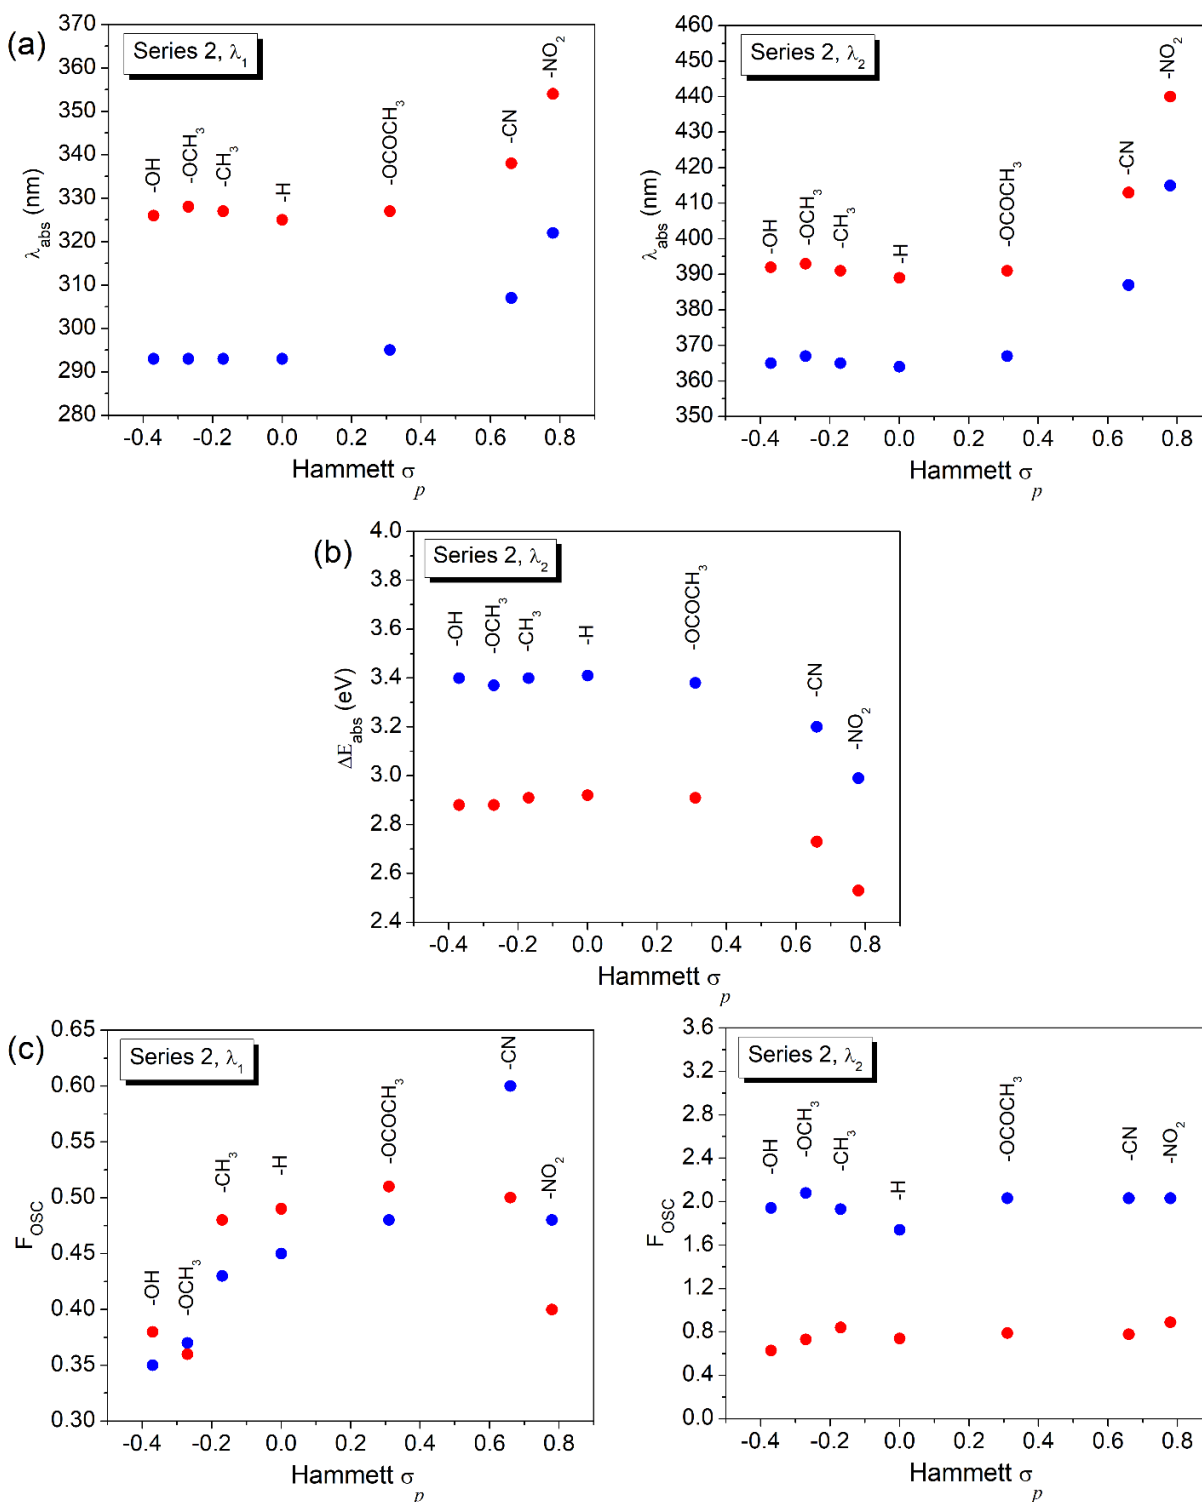 (a)
Series 2, λ₁
370
360
350
340
330
320
310
300
290
280
λabs (nm)
-OH
-OCH₃
-CH₃
-H
-OCOCH₃
-CN
-NO₂
-0.4 -0.2 0.0 0.2 0.4 0.6 0.8
Hammett σp
Series 2, λ₂
460
450
440
430
420
410
400
390
380
370
360
350
λabs (nm)
-OH
-OCH₃
-CH₃
-H
-OCOCH₃
-CN
-NO₂
-0.4 -0.2 0.0 0.2 0.4 0.6 0.8
Hammett σp
(b)
Series 2, λ₂
4.0
3.8
3.6
3.4
3.2
3.0
2.8
2.6
2.4
ΔEabs (eV)
-OH
-OCH₃
-CH₃
-H
-OCOCH₃
-CN
-NO₂
-0.4 -0.2 0.0 0.2 0.4 0.6 0.8
Hammett σp
(c)
Series 2, λ₁
0.65
0.60
0.55
0.50
0.45
0.40
0.35
0.30
FOSC
-OH
-OCH₃
-CH₃
-H
-OCOCH₃
-CN
-NO₂
-0.4 -0.2 0.0 0.2 0.4 0.6 0.8
Hammett σp
Series 2, λ₂
3.6
3.2
2.8
2.4
2.0
1.6
1.2
0.8
0.4
0.0
FOSC
-OH
-OCH₃
-CH₃
-H
-OCOCH₃
-CN
-NO₂
-0.4 -0.2 0.0 0.2 0.4 0.6 0.8
Hammett σp